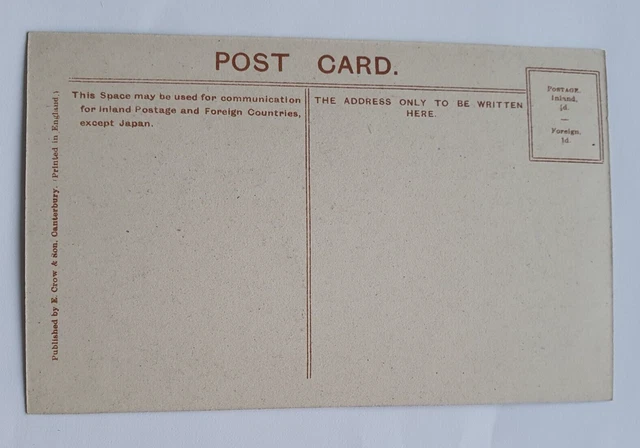 POST CARD.
This Space may be used for communication
for Inland Postage and Foreign Countries,
except Japan.
THE ADDRESS ONLY TO BE WRITTEN
HERE.
POSTAGE.
Inland,
½d.
—
Foreign.
1d.
Published by E. Crow & Son, Canterbury. (Printed in England.)